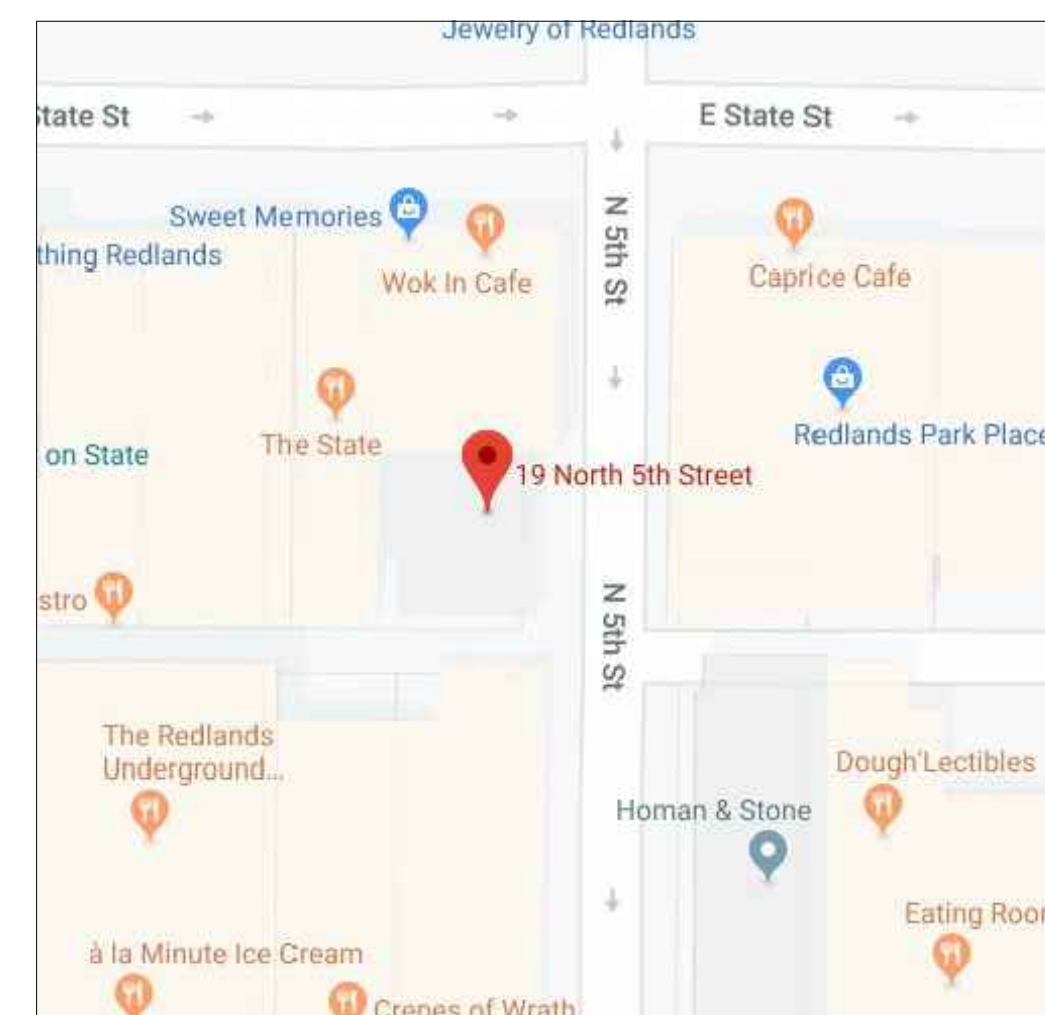 Jewelry of Redlands
State St
E State St
N 5th St
Sweet Memories
thing Redlands
Wok In Cafe
Caprice Cafe
The State
on State
Redlands Park Place
19 North 5th Street
stro
N 5th St
The Redlands
Underground...
Dough'Lectibles
Homan & Stone
Eating Roor
à la Minute Ice Cream
Crepes of Wrath